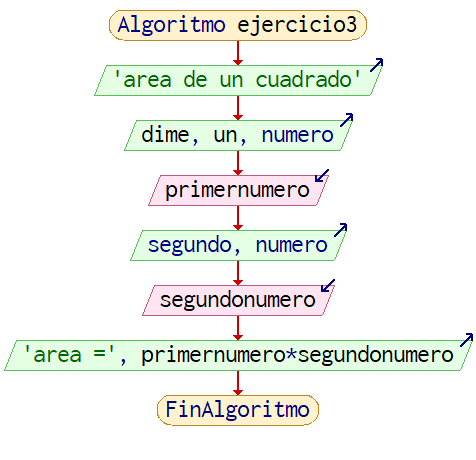 Algoritmo ejercicio3
'area de un cuadrado'
dime, un, numero
primernumero
segundo, numero
segundonumero
'area =', primernumero*segundonumero
FinAlgoritmo